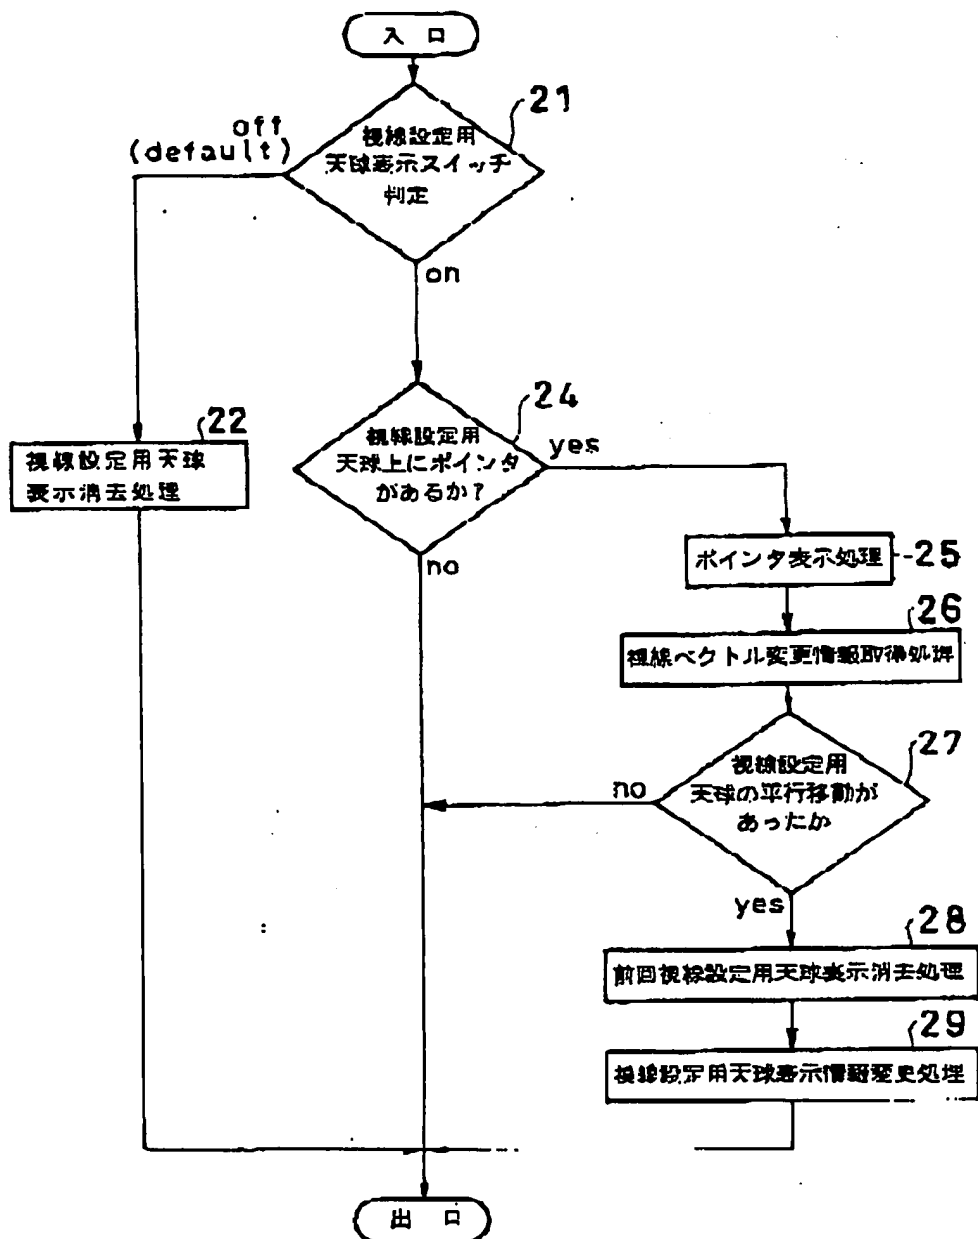 入 口
21
off
(default)
視線設定用
天球表示スイッチ
判定
on
24
22
視線設定用
天球上にポインタ
があるか?
yes
視線設定用天球
表示消去処理
no
ポインタ表示処理
25
26
視線ベクトル変更情報取得処理
27
視線設定用
天球の平行移動が
あったか
no
yes
28
前回視線設定用天球表示消去処理
29
視線設定用天球表示情報変更処理
出 口